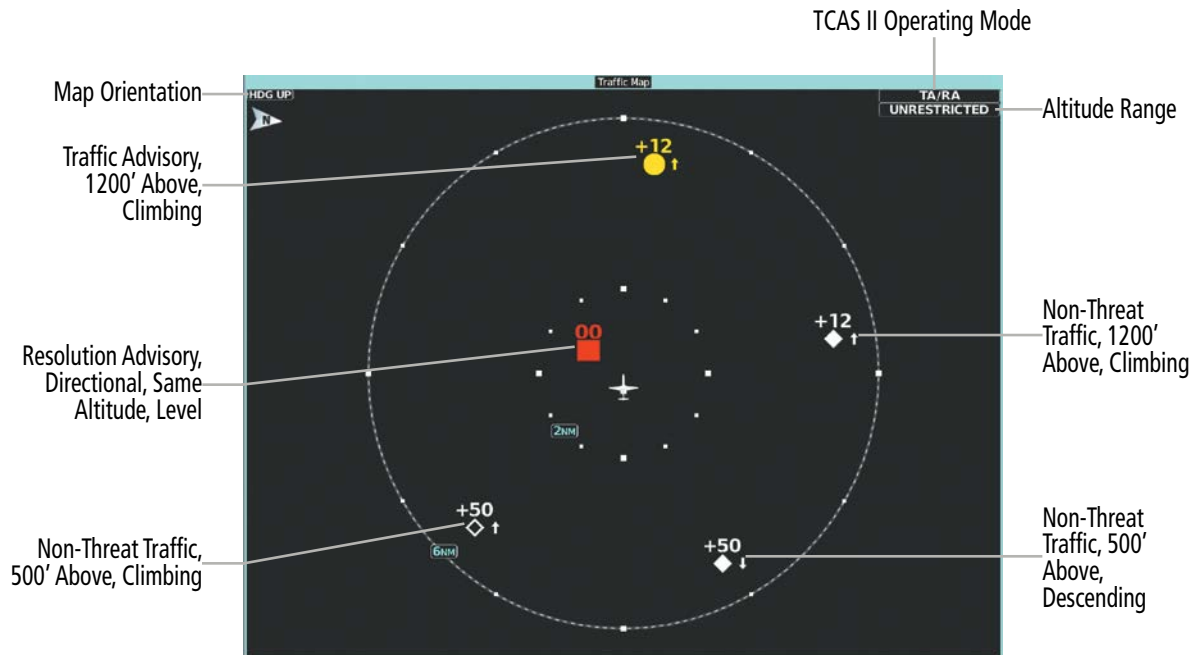 TCAS II Operating Mode
Traffic Map
Map Orientation
HDG UP
TA/RA
UNRESTRICTED
Altitude Range
N
Traffic Advisory,
1200′ Above,
Climbing
+12
+12
Non-Threat
Traffic, 1200′
Above, Climbing
00
Resolution Advisory,
Directional, Same
Altitude, Level
2NM
+50
+50
6NM
Non-Threat Traffic,
500′ Above, Climbing
Non-Threat
Traffic, 500′
Above,
Descending